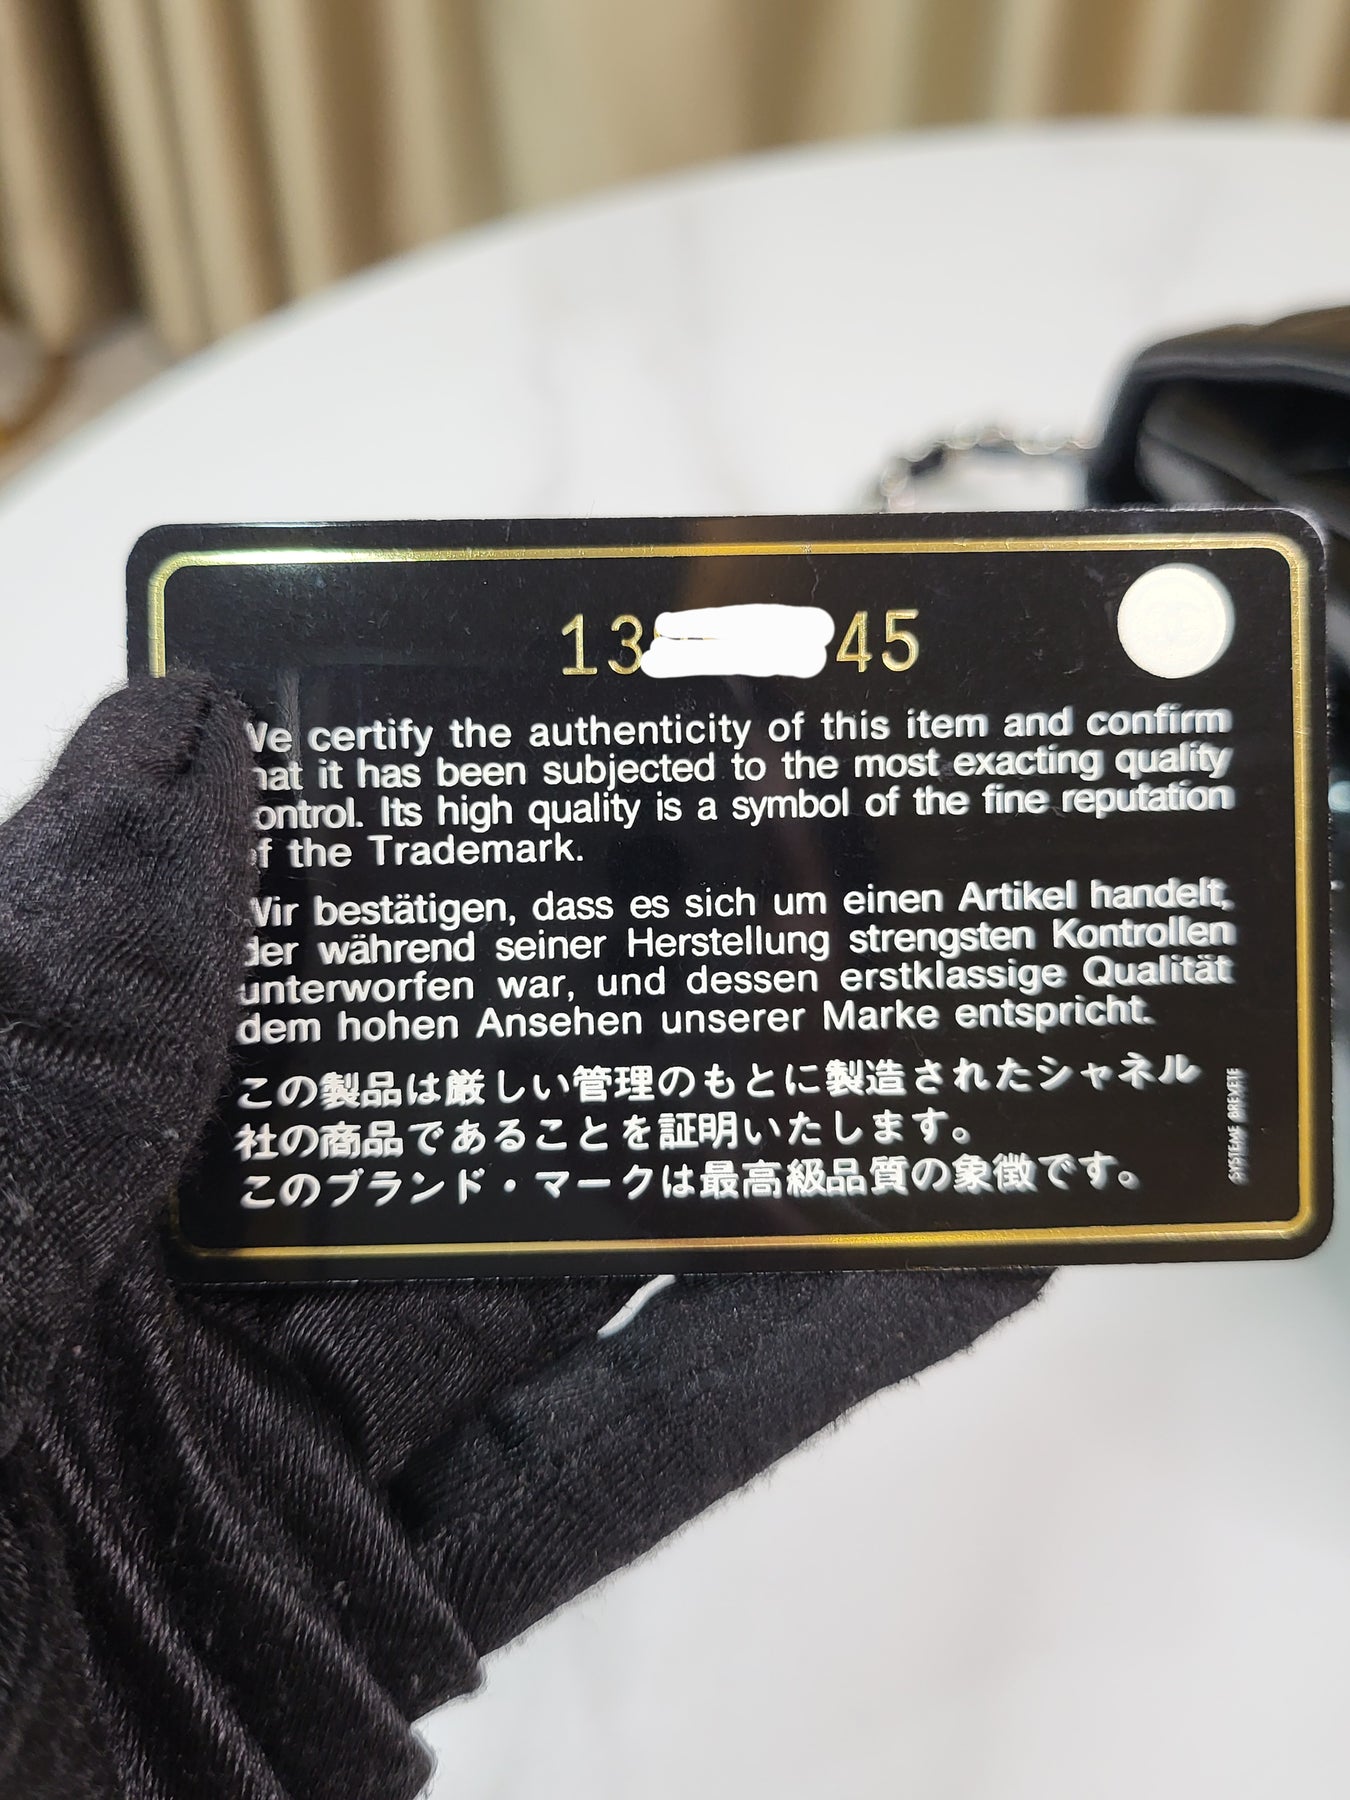 13 45
We certify the authenticity of this item and confirm
hat it has been subjected to the most exacting quality
ontrol. Its high quality is a symbol of the fine reputation
of the Trademark.
Wir bestätigen, dass es sich um einen Artikel handelt,
der während seiner Herstellung strengsten Kontrollen
unterworfen war, und dessen erstklassige Qualität
dem hohen Ansehen unserer Marke entspricht.
この製品は厳しい管理のもとに製造されたシャネル
社の商品であることを証明いたします。
このブランド・マークは最高級品質の象徴です。
SYSTEME BREVETE